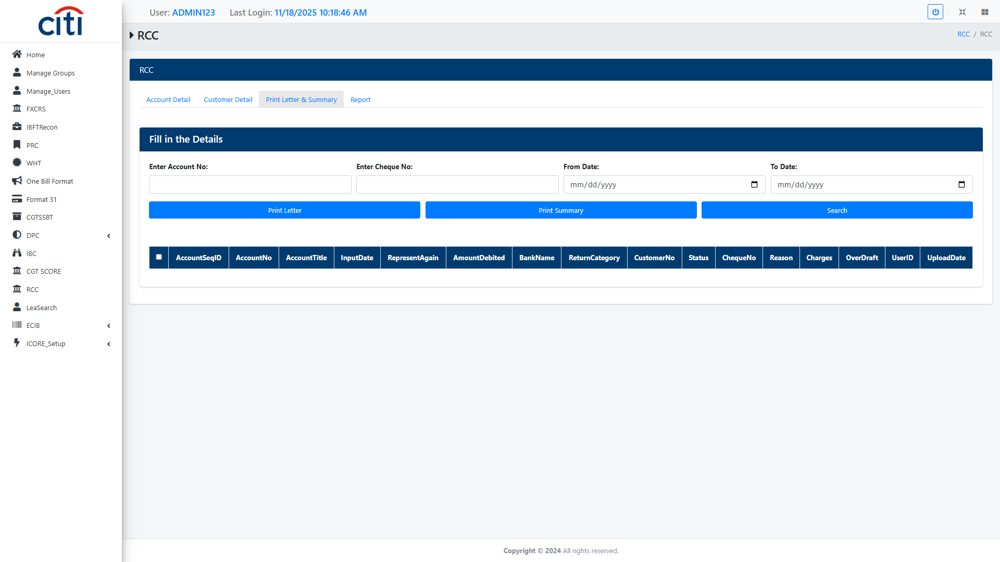 citi
User: ADMIN123 Last Login: 11/18/2025 10:18:46 AM
RCC
RCC / RCC
Home
Manage Groups
Manage_Users
FXCRS
IBFTRecon
PRC
WHT
One Bill Format
Format 31
CGTSSBT
DPC
IBC
CGT SCORE
RCC
LeaSearch
ECIB
ICORE_Setup
RCC
Account Detail Customer Detail Print Letter & Summary Report
Fill in the Details
Enter Account No: Enter Cheque No: From Date: To Date:
mm/dd/yyyy mm/dd/yyyy
Print Letter Print Summary Search
AccountSeqID AccountNo AccountTitle InputDate RepresentAgain AmountDebited BankName ReturnCategory CustomerNo Status ChequeNo Reason Charges OverDraft UserID UploadDate
Copyright © 2024 All rights reserved.